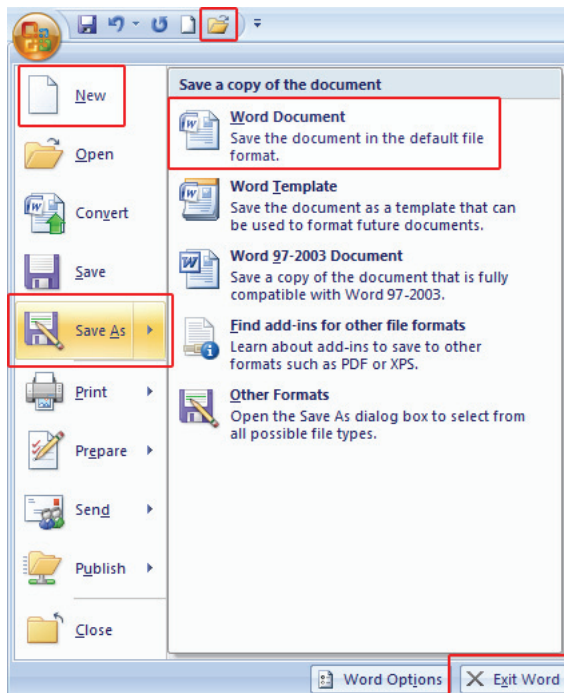 New
Open
Convert
Save
Save As
Print
Prepare
Send
Publish
Close
Save a copy of the document
Word Document
Save the document in the default file
format.
Word Template
Save the document as a template that can
be used to format future documents.
Word 97-2003 Document
Save a copy of the document that is fully
compatible with Word 97-2003.
Find add-ins for other file formats
Learn about add-ins to save to other
formats such as PDF or XPS.
Other Formats
Open the Save As dialog box to select from
all possible file types.
Word Options
Exit Word